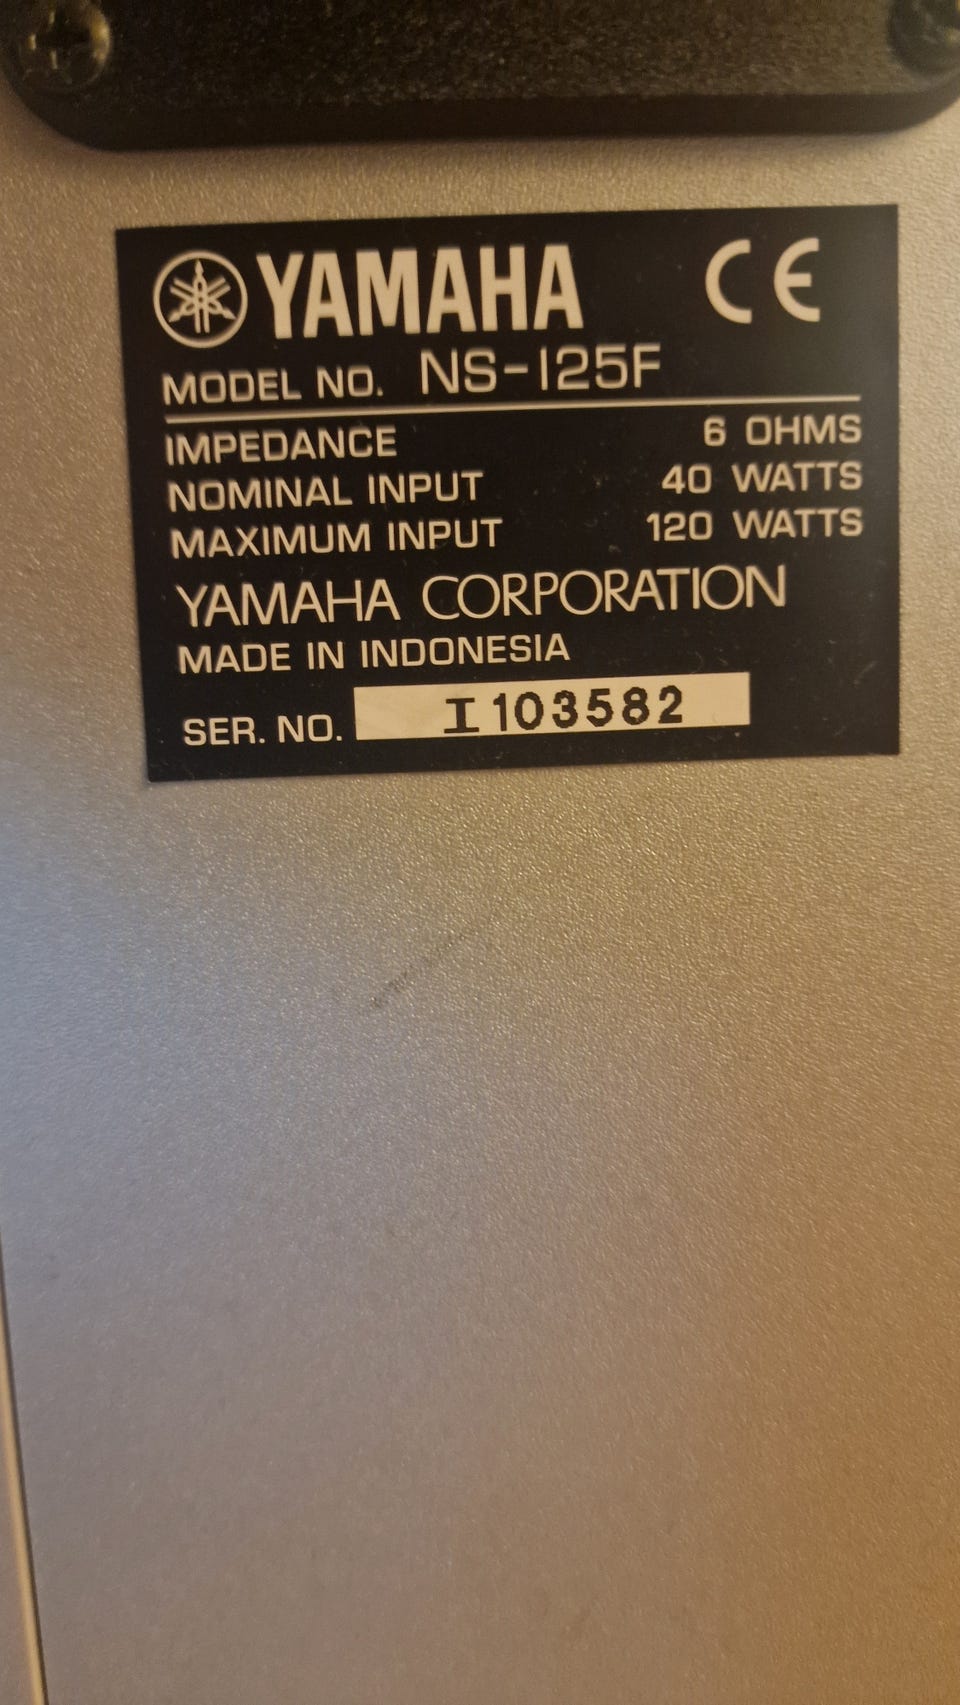 YAMAHA CE
MODEL NO. NS-125F
IMPEDANCE 6 OHMS
NOMINAL INPUT 40 WATTS
MAXIMUM INPUT 120 WATTS
YAMAHA CORPORATION
MADE IN INDONESIA
SER. NO. I103582